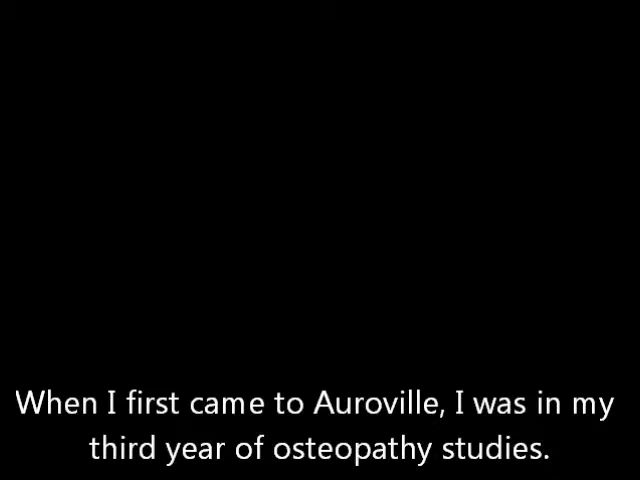 When I first came to Auroville, I was in my
third year of osteopathy studies.